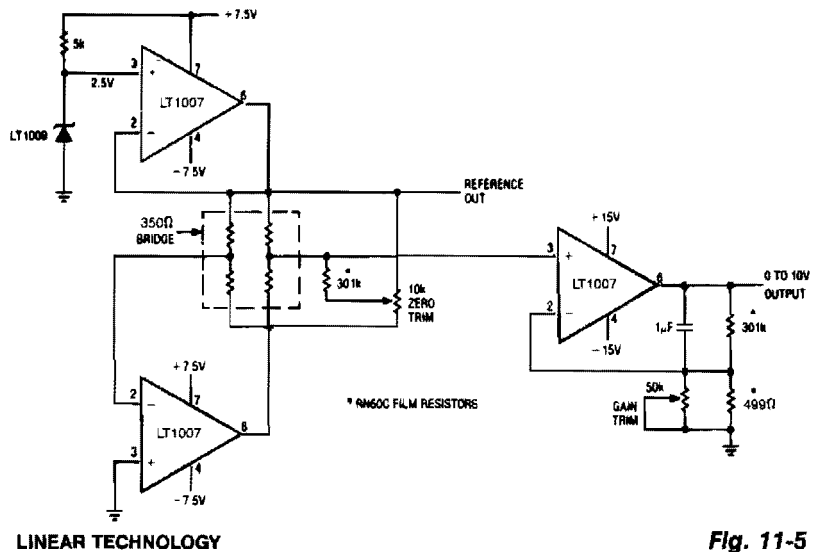 +7.5V
5k
3
+
7
2.5V
LT1007
6
LT1009
2
−
4
−7.5V
REFERENCE
OUT
350Ω
BRIDGE
*
301k
10k
ZERO
TRIM
+15V
3
+
7
LT1007
6
0 TO 10V
OUTPUT
2
−
4
−15V
1µF
*
301k
50k
GAIN
TRIM
*
499Ω
+7.5V
2
−
7
LT1007
6
3
+
4
−7.5V
* RN60C FILM RESISTORS
LINEAR TECHNOLOGY
Fig. 11-5